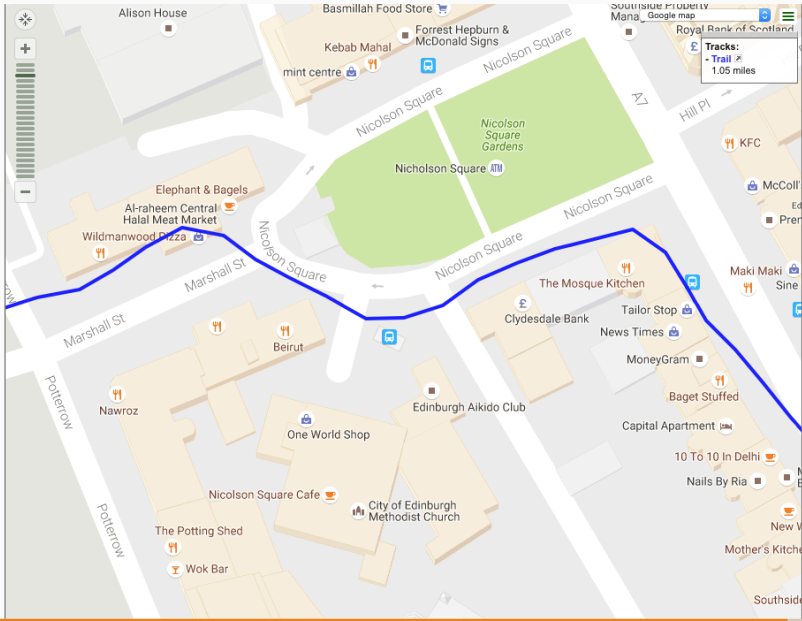 Alison House
Basmillah Food Store
Southside Property
Google map
Royal Bank of Scotland
Forrest Hepburn &
McDonald Signs
Kebab Mahal
mint centre
Nicolson Square
Nicolson Square
Tracks:
- Trail
1.05 miles
A7
Hill Pl
£
Nicolson
Square
Gardens
KFC
Nicholson Square
ATM
Elephant & Bagels
Al-raheem Central
Halal Meat Market
Wildmanwood Pizza
McColl'
Nicolson Square
Nicolson Square
Nicolson Square
Marshall St
Maki Maki
Sine
The Mosque Kitchen
£
Clydesdale Bank
Tailor Stop
News Times
Marshall St
Beirut
MoneyGram
Baget Stuffed
Potterrow
Nawroz
Edinburgh Aikido Club
One World Shop
Capital Apartment
10 To 10 In Delhi
Nails By Ria
Nicolson Square Cafe
City of Edinburgh
Methodist Church
Potterrow
The Potting Shed
New W
Mother's Kitche
Wok Bar
Southside